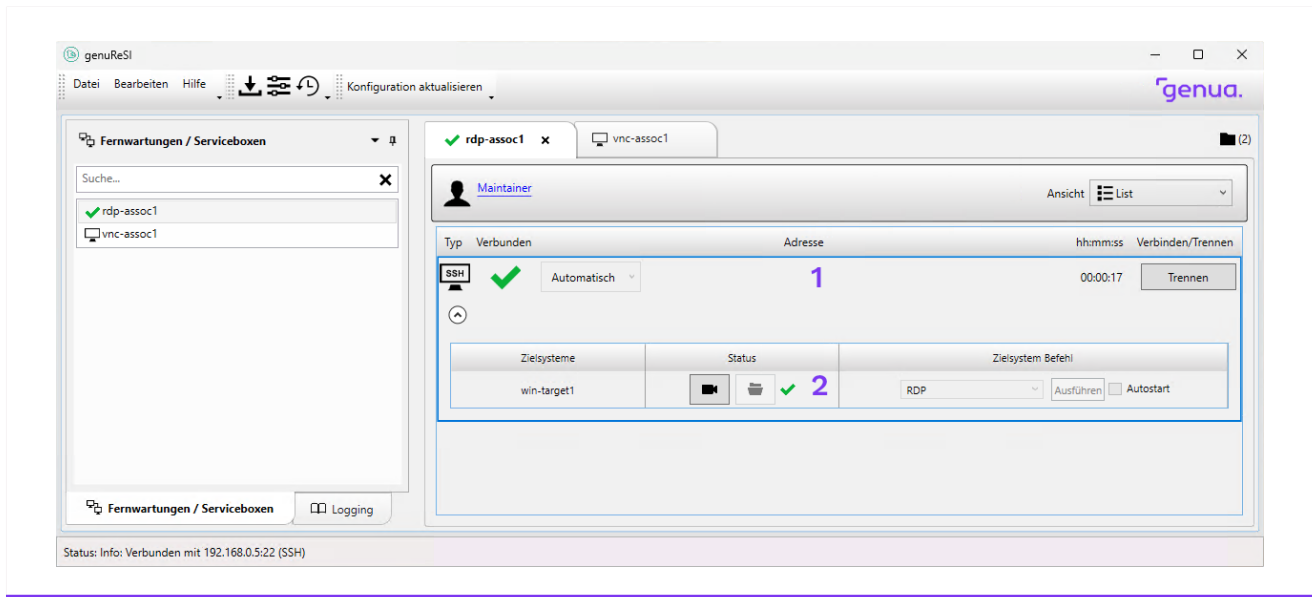 genuReSI
Datei Bearbeiten Hilfe Konfiguration aktualisieren
genua.
Fernwartungen / Serviceboxen
Suche...
rdp-assoc1
vnc-assoc1
Fernwartungen / Serviceboxen Logging
rdp-assoc1 x vnc-assoc1 (2)
Maintainer Ansicht List
Typ Verbunden Adresse hh:mm:ss Verbinden/Trennen
SSH Automatisch 1 00:00:17 Trennen
Zielsysteme Status Zielsystem Befehl
win-target1 2 RDP Ausführen Autostart
Status: Info: Verbunden mit 192.168.0.5:22 (SSH)